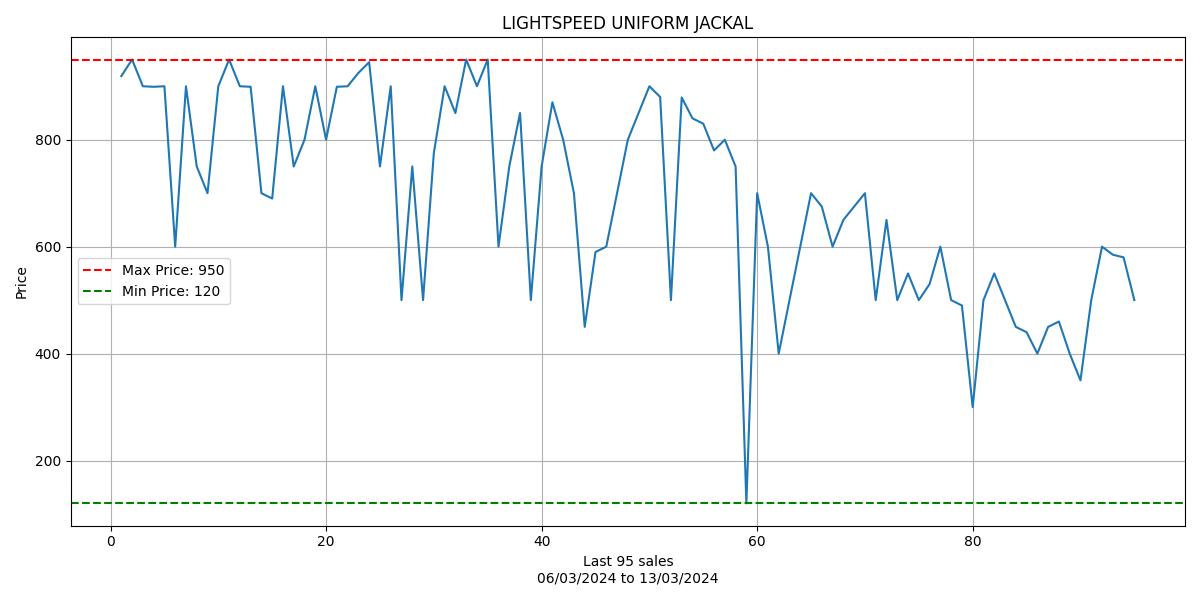 LIGHTSPEED UNIFORM JACKAL
Price
800
600
400
200
Max Price: 950
Min Price: 120
0 20 40 60 80
Last 95 sales
06/03/2024 to 13/03/2024